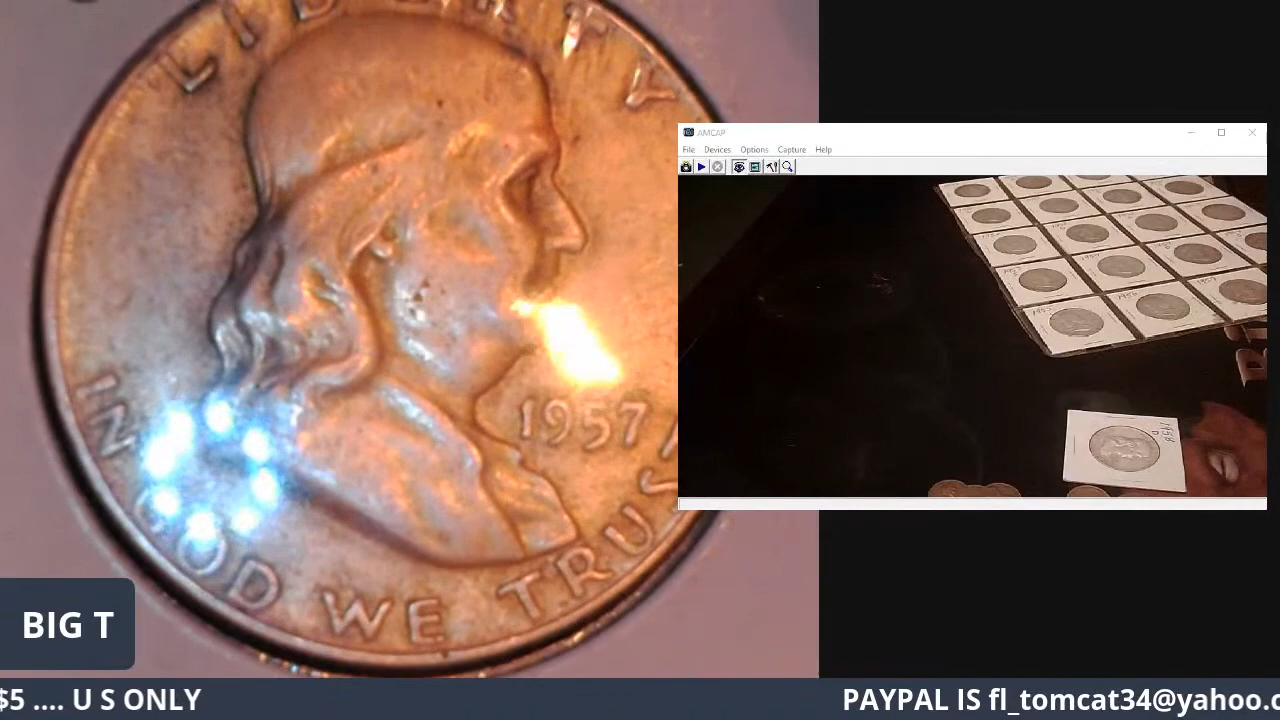 LIBERTY
IN GOD WE TRUST
1957
AMCAP
File Devices Options Capture Help
1958
D
BIG T
$5 .... U S ONLY
PAYPAL IS fl_tomcat34@yahoo.c